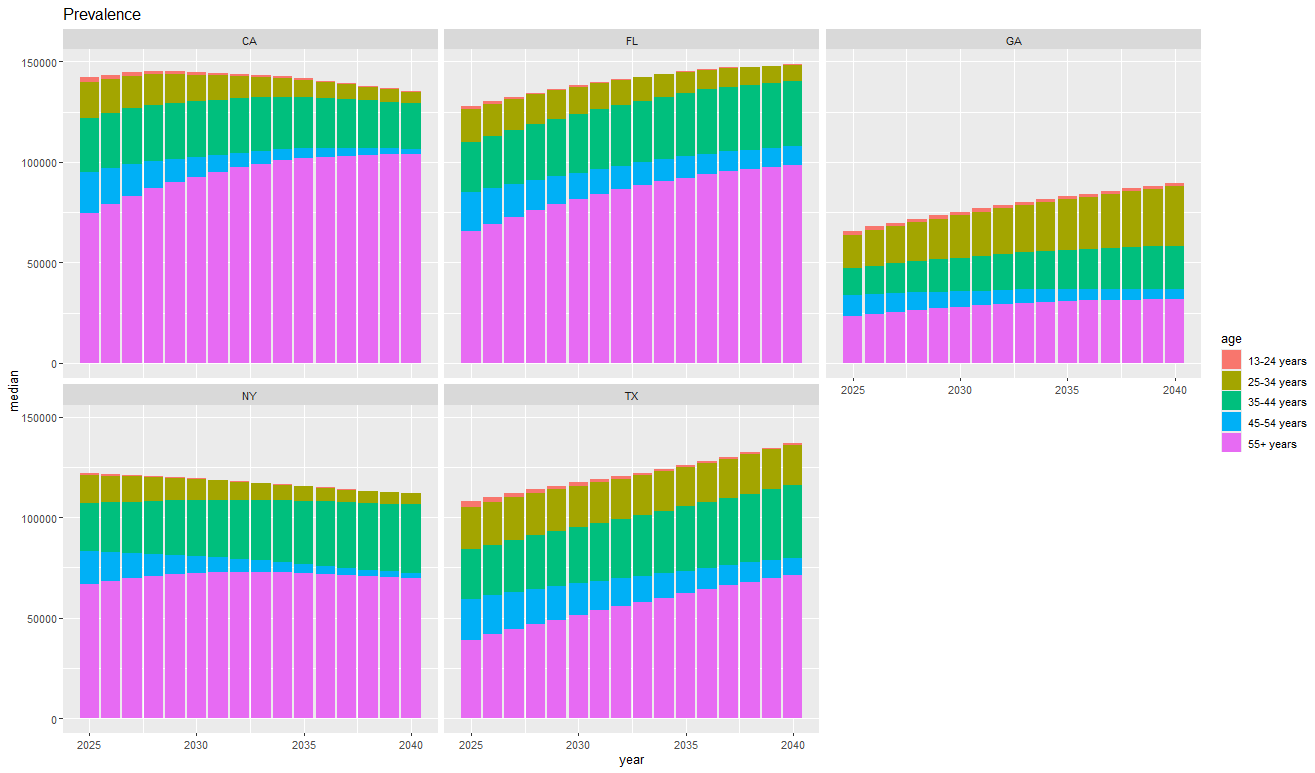 Prevalence
CA
FL
GA
150000
100000
50000
0
2025
2030
2035
2040
NY
TX
150000
100000
50000
0
2025
2030
2035
2040
2025
2030
2035
2040
median
year
age
13-24 years
25-34 years
35-44 years
45-54 years
55+ years